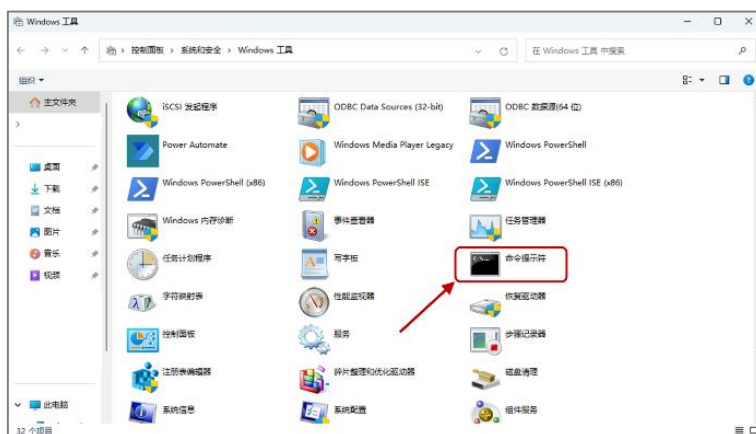 Windows 工具
控制面板 › 系统和安全 › Windows 工具
在 Windows 工具 中搜索
组织
主文件夹
桌面
下载
文档
图片
音乐
视频
此电脑
32 个项目
iSCSI 发起程序
ODBC Data Sources (32-bit)
ODBC 数据源(64 位)
Power Automate
Windows Media Player Legacy
Windows PowerShell
Windows PowerShell (x86)
Windows PowerShell ISE
Windows PowerShell ISE (x86)
Windows 内存诊断
事件查看器
任务管理器
任务计划程序
写字板
命令提示符
字符映射表
性能监视器
恢复驱动器
控制面板
服务
步骤记录器
注册表编辑器
碎片整理和优化驱动器
磁盘清理
系统信息
系统配置
组件服务